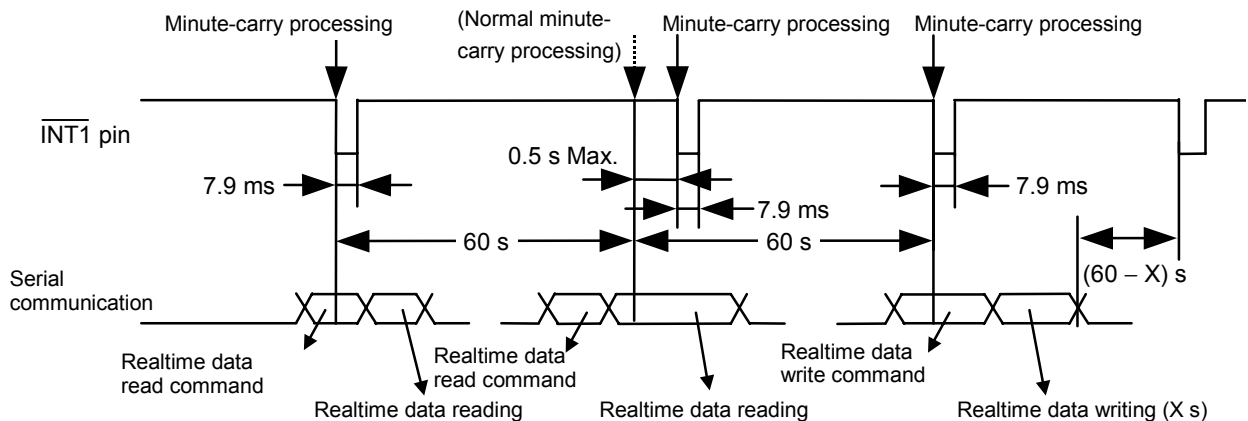 Minute-carry processing
(Normal minute-
carry processing)
Minute-carry processing
Minute-carry processing
INT1 pin
0.5 s Max.
7.9 ms
7.9 ms
7.9 ms
60 s
60 s
(60 – X) s
Serial
communication
Realtime data
read command
Realtime data
read command
Realtime data
write command
Realtime data reading
Realtime data reading
Realtime data writing (X s)